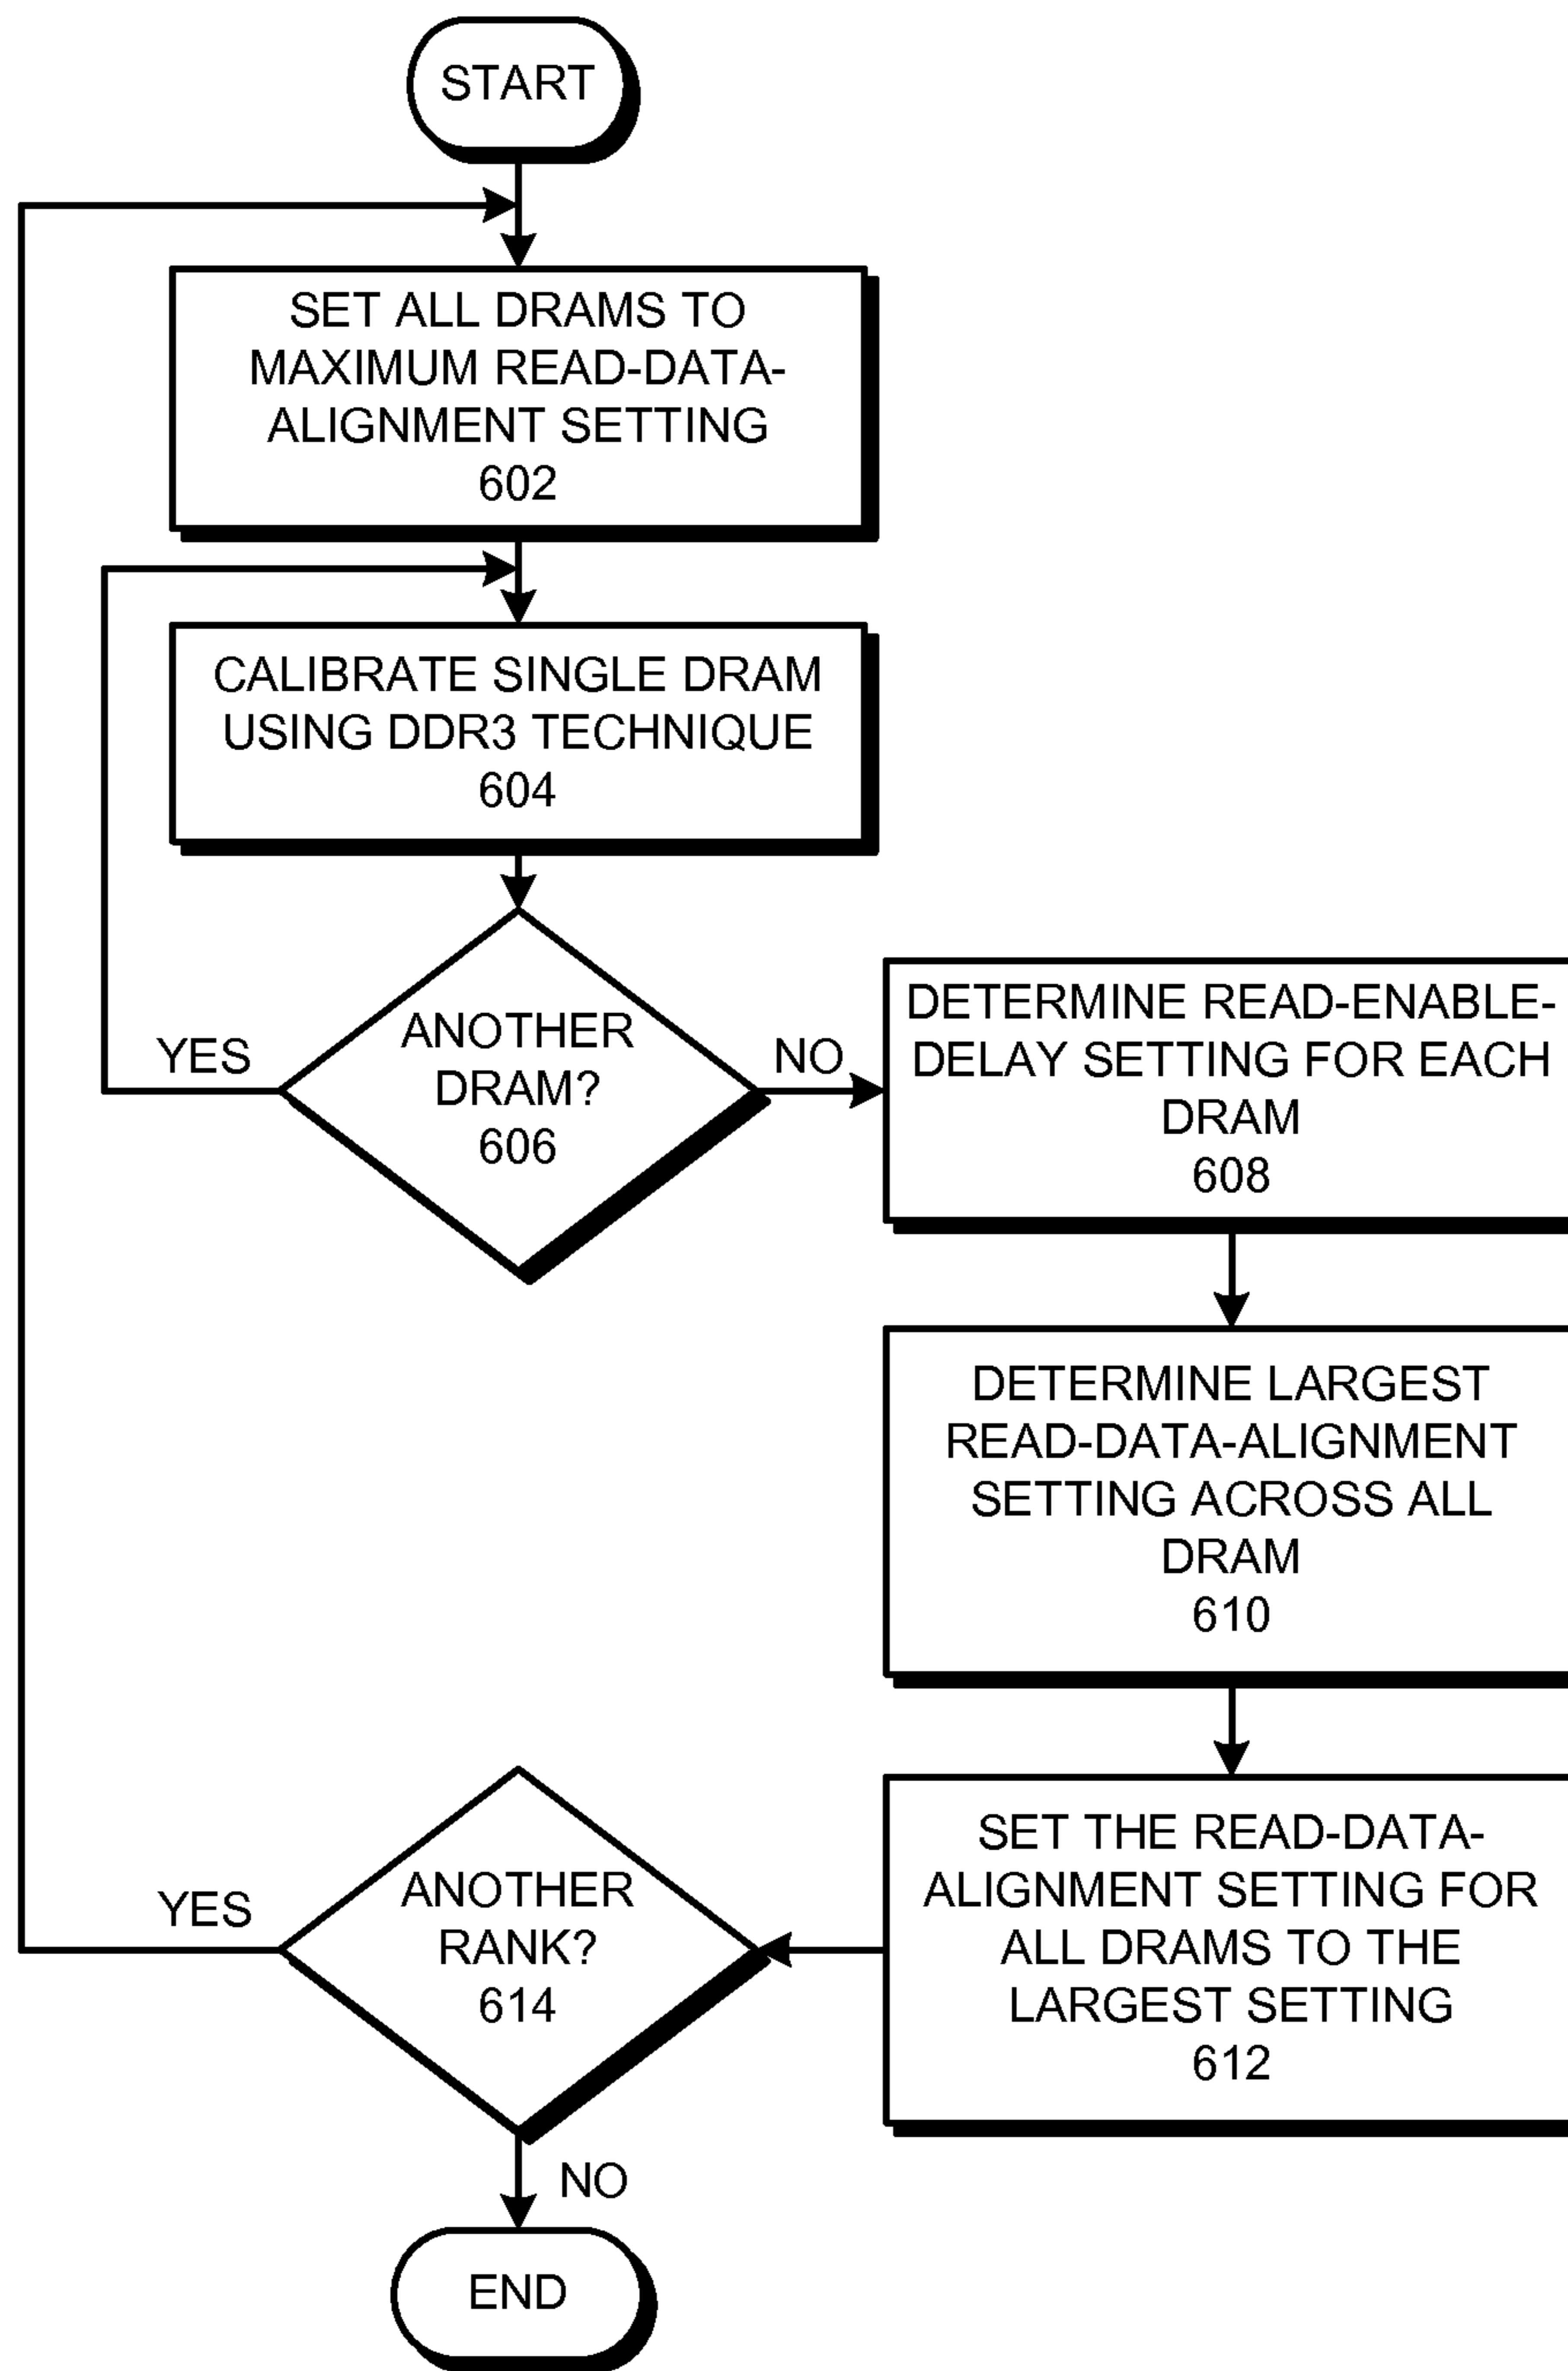 START
SET ALL DRAMS TO
MAXIMUM READ-DATA-
ALIGNMENT SETTING
602
CALIBRATE SINGLE DRAM
USING DDR3 TECHNIQUE
604
ANOTHER
DRAM?
606
YES
NO
DETERMINE READ-ENABLE-
DELAY SETTING FOR EACH
DRAM
608
DETERMINE LARGEST
READ-DATA-ALIGNMENT
SETTING ACROSS ALL
DRAM
610
SET THE READ-DATA-
ALIGNMENT SETTING FOR
ALL DRAMS TO THE
LARGEST SETTING
612
ANOTHER
RANK?
614
YES
NO
END